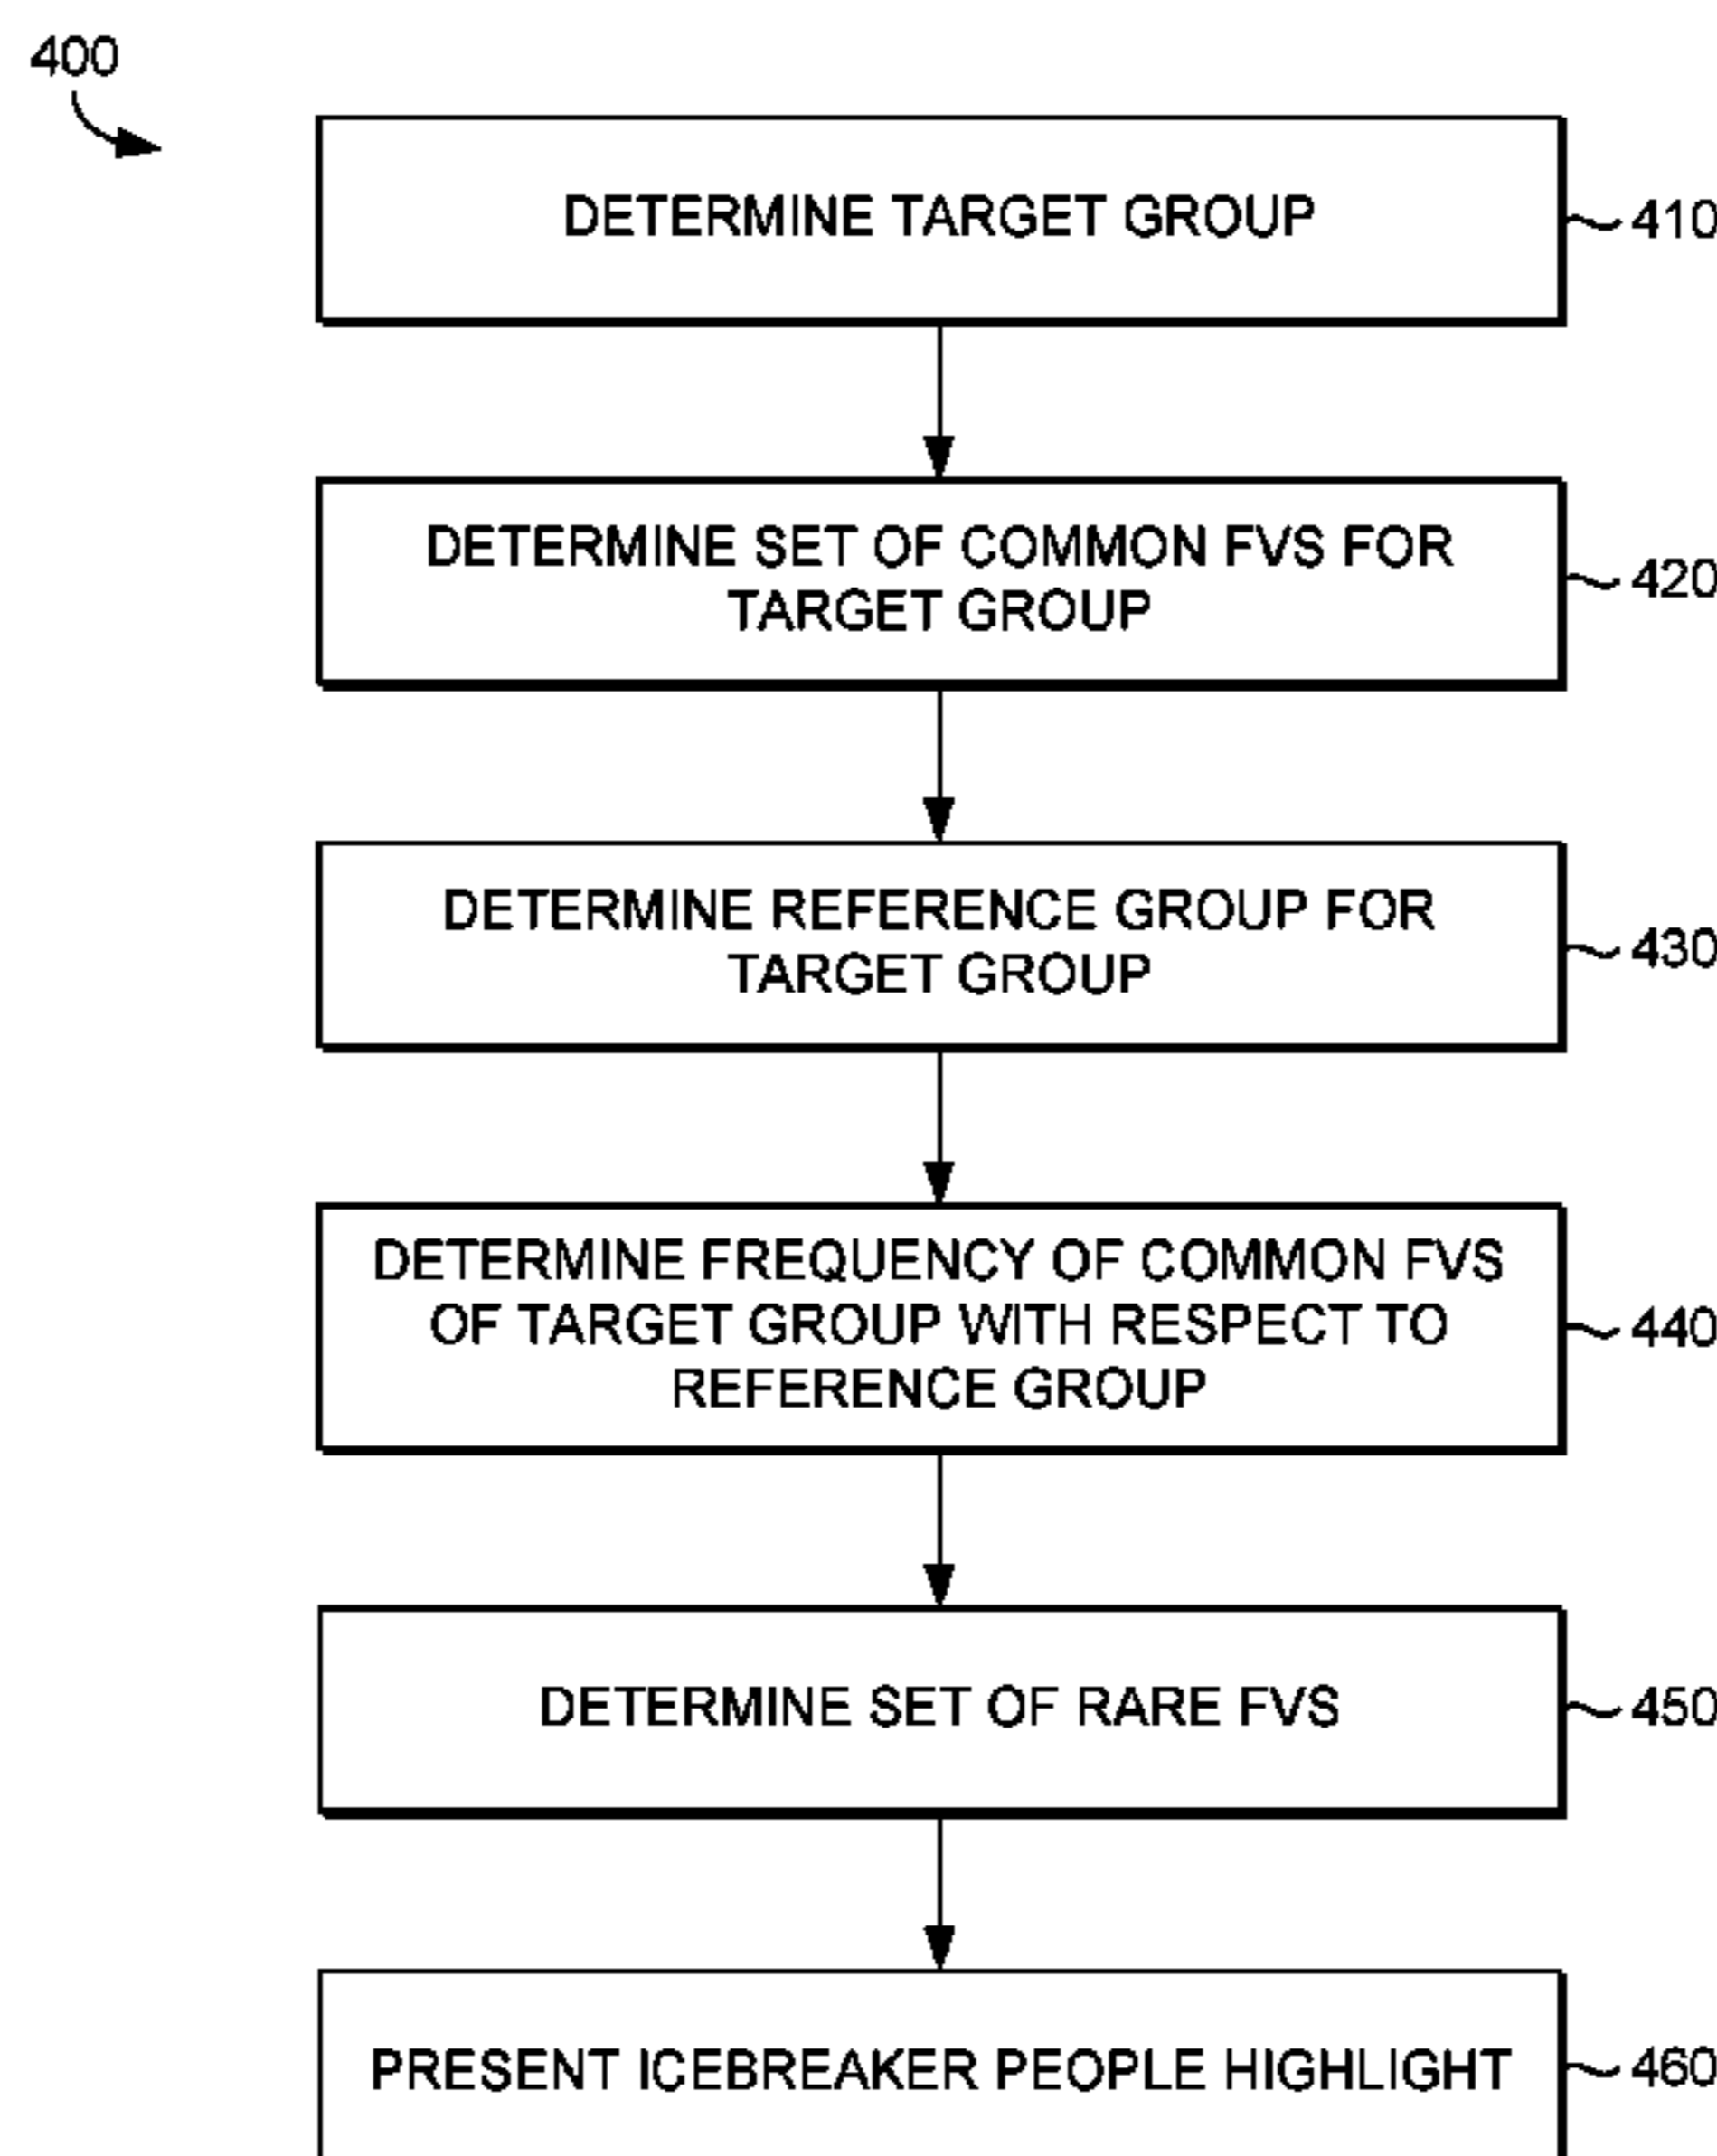 400
DETERMINE TARGET GROUP
410
DETERMINE SET OF COMMON FVS FOR
TARGET GROUP
420
DETERMINE REFERENCE GROUP FOR
TARGET GROUP
430
DETERMINE FREQUENCY OF COMMON FVS
OF TARGET GROUP WITH RESPECT TO
REFERENCE GROUP
440
DETERMINE SET OF RARE FVS
450
PRESENT ICEBREAKER PEOPLE HIGHLIGHT
460